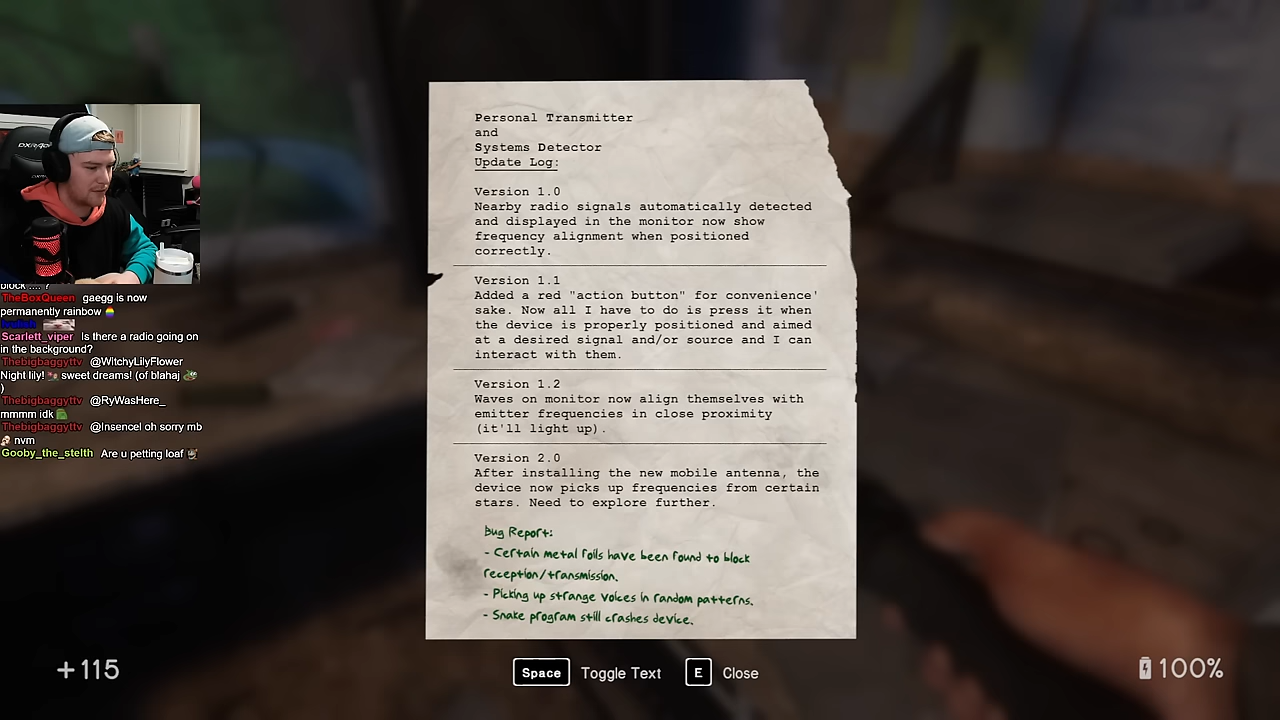 Personal Transmitter
and
Systems Detector
Update Log:
Version 1.0
Nearby radio signals automatically detected
and displayed in the monitor now show
frequency alignment when positioned
correctly.
Version 1.1
Added a red "action button" for convenience'
sake. Now all I have to do is press it when
the device is properly positioned and aimed
at a desired signal and/or source and I can
interact with them.
Version 1.2
Waves on monitor now align themselves with
emitter frequencies in close proximity
(it'll light up).
Version 2.0
After installing the new mobile antenna, the
device now picks up frequencies from certain
stars. Need to explore further.
Bug Report:
- Certain metal foils have been found to block
reception/transmission.
- Picking up strange voices in random patterns.
- Snake program still crashes device.
TheBoxQueen gaegg is now
permanently rainbow
Scarlett_viper Is there a radio going on
in the background?
Thebigbaggyttv @WitchyLilyFlower
Night lily! sweet dreams! (of blahaj
)
Thebigbaggyttv @RyWasHere_
mmmm idk
Thebigbaggyttv @Insencel oh sorry mb
nvm
Gooby_the_stelth Are u petting loaf
+115
Space Toggle Text E Close
100%